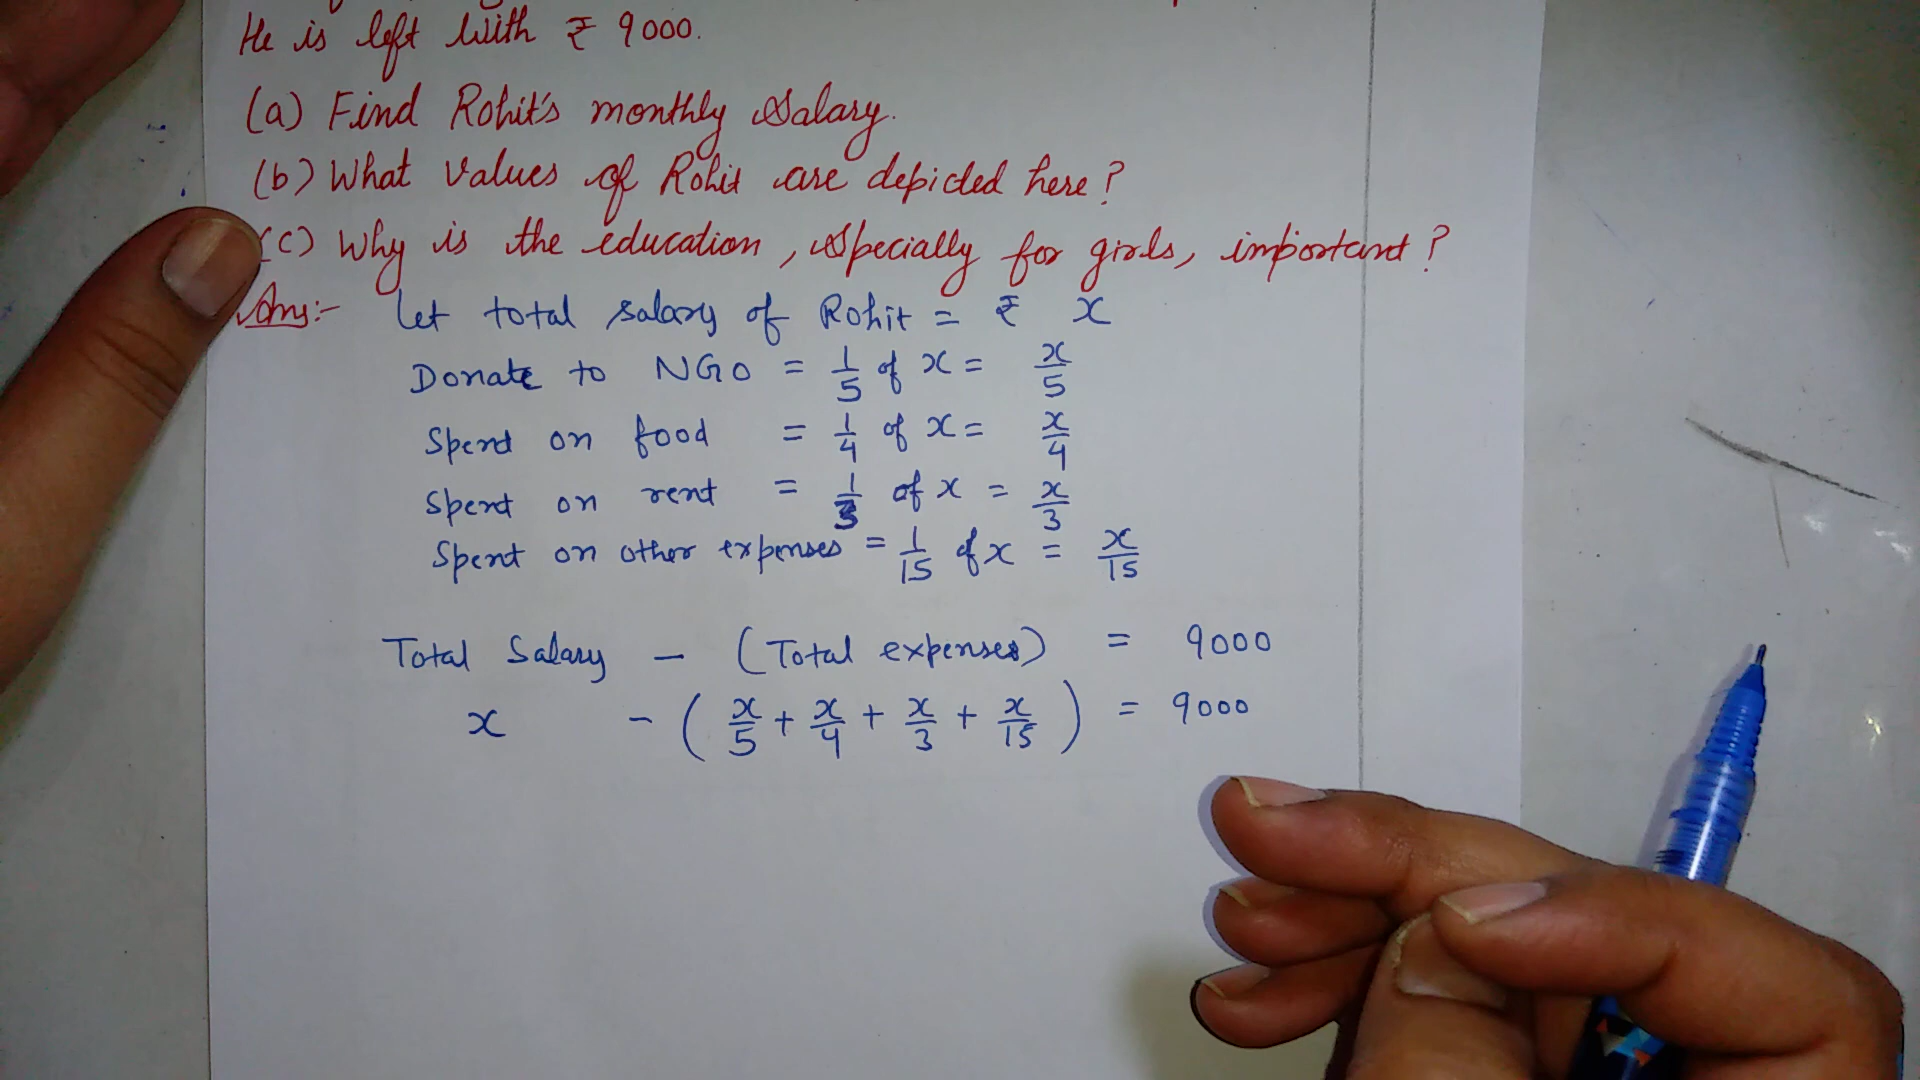 He is left with ₹ 9000.
(a) Find Rohit's monthly salary.
(b) What values of Rohit are depicted here?
(c) Why is the education, specially for girls, important?
Ans:- Let total salary of Rohit = ₹ x
Donate to NGO = 1/5 of x = x/5
Spent on food = 1/4 of x = x/4
Spent on rent = 1/3 of x = x/3
Spent on other expenses = 1/15 of x = x/15
Total Salary - (Total expenses) = 9000
x - (x/5 + x/4 + x/3 + x/15) = 9000